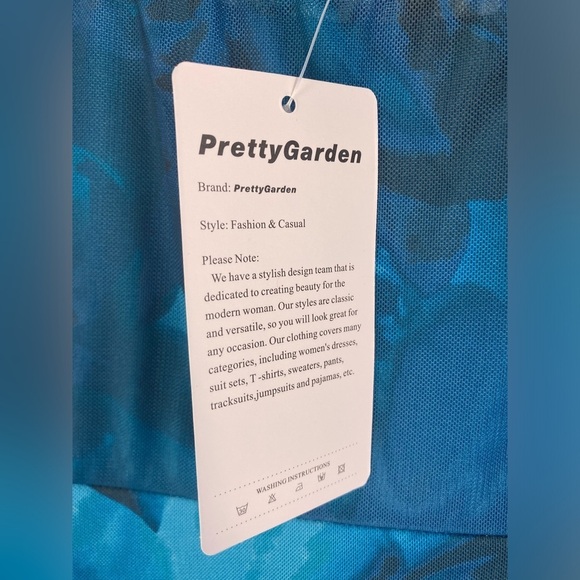 PrettyGarden
Brand: PrettyGarden
Style: Fashion & Casual
Please Note:
We have a stylish design team that is
dedicated to creating beauty for the
modern woman. Our styles are classic
and versatile, so you will look great for
any occasion. Our clothing covers many
categories, including women's dresses,
suit sets, T -shirts, sweaters, pants,
tracksuits,jumpsuits and pajamas, etc.
WASHING INSTRUCTIONS